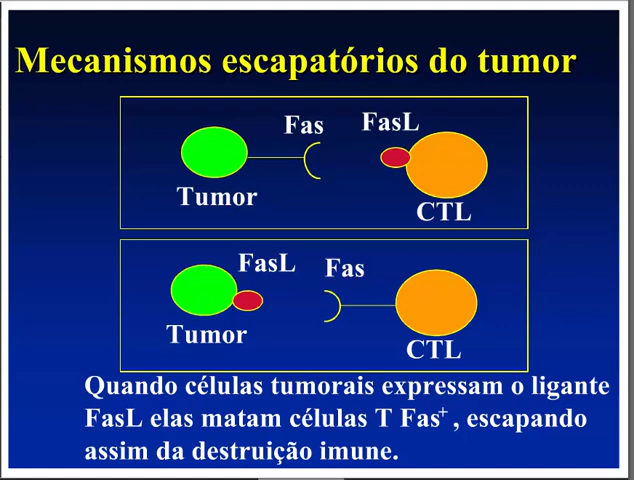 Mecanismos escapatórios do tumor
Fas FasL
Tumor
CTL
FasL Fas
Tumor
CTL
Quando células tumorais expressam o ligante
FasL elas matam células T Fas⁺ , escapando
assim da destruição imune.